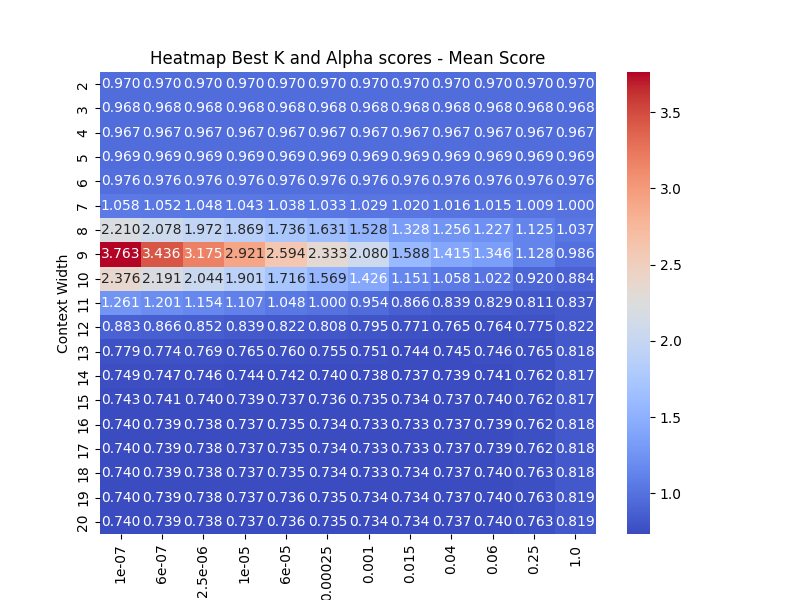 Heatmap Best K and Alpha scores - Mean Score
2 0.970 0.970 0.970 0.970 0.970 0.970 0.970 0.970 0.970 0.970 0.970 0.970
3 0.968 0.968 0.968 0.968 0.968 0.968 0.968 0.968 0.968 0.968 0.968 0.968
4 0.967 0.967 0.967 0.967 0.967 0.967 0.967 0.967 0.967 0.967 0.967 0.967
5 0.969 0.969 0.969 0.969 0.969 0.969 0.969 0.969 0.969 0.969 0.969 0.969
6 0.976 0.976 0.976 0.976 0.976 0.976 0.976 0.976 0.976 0.976 0.976 0.976
7 1.058 1.052 1.048 1.043 1.038 1.033 1.029 1.020 1.016 1.015 1.009 1.000
8 2.210 2.078 1.972 1.869 1.736 1.631 1.528 1.328 1.256 1.227 1.125 1.037
9 3.763 3.436 3.175 2.921 2.594 2.333 2.080 1.588 1.415 1.346 1.128 0.986
10 2.376 2.191 2.044 1.901 1.716 1.569 1.426 1.151 1.058 1.022 0.920 0.884
11 1.261 1.201 1.154 1.107 1.048 1.000 0.954 0.866 0.839 0.829 0.811 0.837
12 0.883 0.866 0.852 0.839 0.822 0.808 0.795 0.771 0.765 0.764 0.775 0.822
13 0.779 0.774 0.769 0.765 0.760 0.755 0.751 0.744 0.745 0.746 0.765 0.818
14 0.749 0.747 0.746 0.744 0.742 0.740 0.738 0.737 0.739 0.741 0.762 0.817
15 0.743 0.741 0.740 0.739 0.737 0.736 0.735 0.734 0.737 0.740 0.762 0.817
16 0.740 0.739 0.738 0.737 0.735 0.734 0.733 0.733 0.737 0.739 0.762 0.818
17 0.740 0.739 0.738 0.737 0.735 0.734 0.733 0.733 0.737 0.739 0.762 0.818
18 0.740 0.739 0.738 0.737 0.735 0.734 0.733 0.734 0.737 0.740 0.763 0.818
19 0.740 0.739 0.738 0.737 0.736 0.735 0.734 0.734 0.737 0.740 0.763 0.819
20 0.740 0.739 0.738 0.737 0.736 0.735 0.734 0.734 0.737 0.740 0.763 0.819
Context Width
1e-07 6e-07 2.5e-06 1e-05 6e-05 0.00025 0.001 0.015 0.04 0.06 0.25 1.0
3.5
3.0
2.5
2.0
1.5
1.0